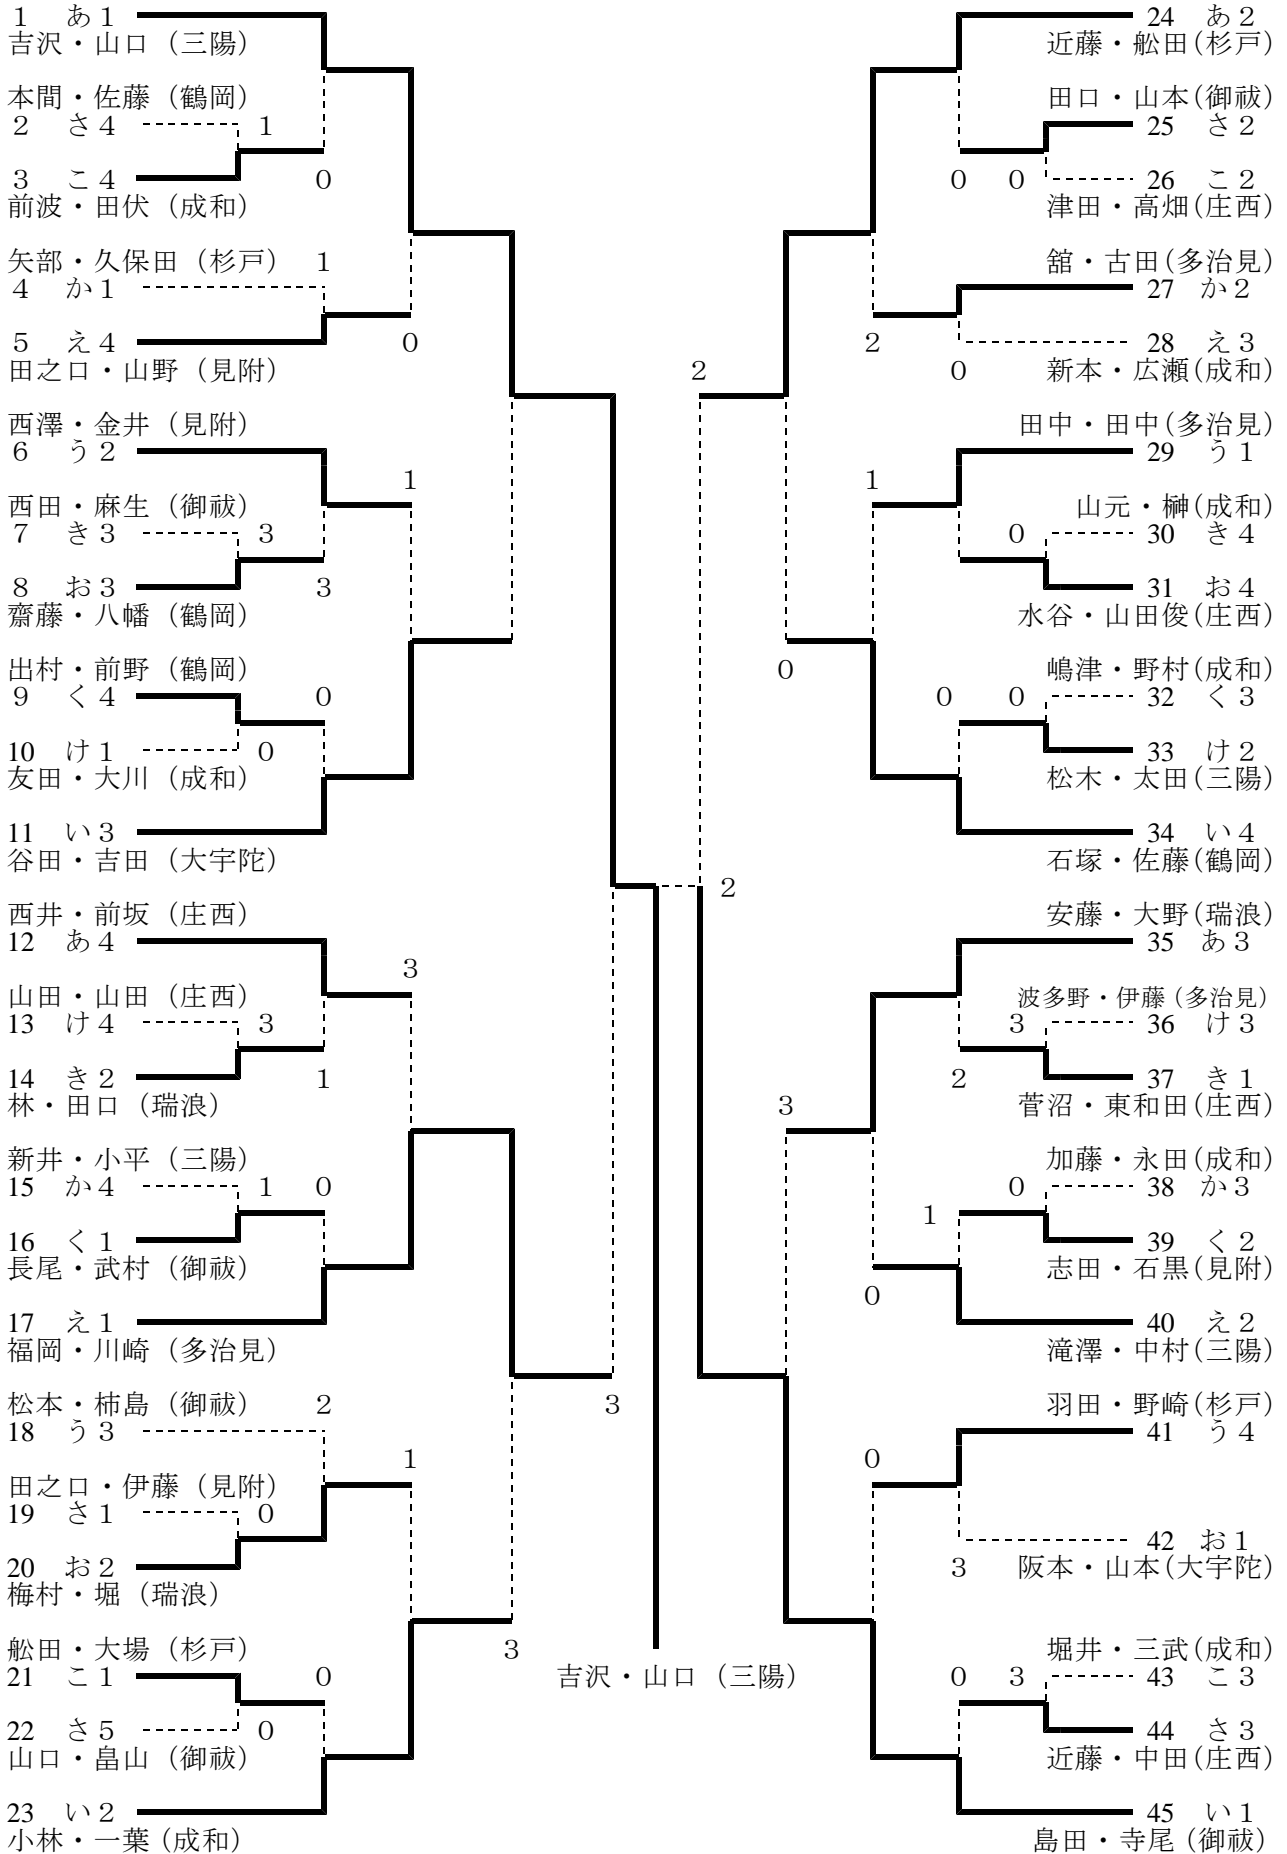 1 あ１
吉沢・山口 (三陽)
本間・佐藤 (鶴岡)
2 さ４ 1
3 こ４ 0
前波・田伏 (成和)
矢部・久保田 (杉戸) 1
4 か１
5 え４ 0
田之口・山野 (見附)
西澤・金井 (見附)
6 う２ 1
西田・麻生 (御祓)
7 き３ 3
8 お３ 3
齋藤・八幡 (鶴岡)
出村・前野 (鶴岡)
9 く４ 0
10 け１ 0
友田・大川 (成和)
11 い３
谷田・吉田 (大宇陀)
西井・前坂 (庄西)
12 あ４ 3
山田・山田 (庄西)
13 け４ 3
14 き２ 1
林・田口 (瑞浪)
新井・小平 (三陽)
15 か４ 1 0
16 く１
長尾・武村 (御祓)
17 え１
福岡・川崎 (多治見)
松本・柿島 (御祓) 2
18 う３ 3
田之口・伊藤 (見附) 1
19 さ１ 0
20 お２
梅村・堀 (瑞浪)
舩田・大場 (杉戸) 3
21 こ１ 0
22 さ５ 0
山口・畠山 (御祓)
23 い２
小林・一葉 (成和)
吉沢・山口 (三陽)
24 あ２
近藤・舩田(杉戸)
田口・山本(御祓)
25 さ２
0 0 26 こ２
津田・高畑(庄西)
舘・古田(多治見)
27 か２
2 28 え３
2 0 新本・広瀬(成和)
田中・田中(多治見)
29 う１
1
山元・榊(成和)
0 30 き４
31 お４
水谷・山田俊(庄西)
0 嶋津・野村(成和)
0 0 32 く３
33 け２
松木・太田(三陽)
34 い４
石塚・佐藤(鶴岡)
2
安藤・大野(瑞浪)
35 あ３
波多野・伊藤(多治見)
3 36 け３
2 37 き１
3 菅沼・東和田(庄西)
加藤・永田(成和)
0 38 か３
1 39 く２
志田・石黒(見附)
0
40 え２
滝澤・中村(三陽)
羽田・野崎(杉戸)
41 う４
0
42 お１
3 阪本・山本(大宇陀)
堀井・三武(成和)
0 3 43 こ３
44 さ３
近藤・中田(庄西)
45 い１
島田・寺尾(御祓)